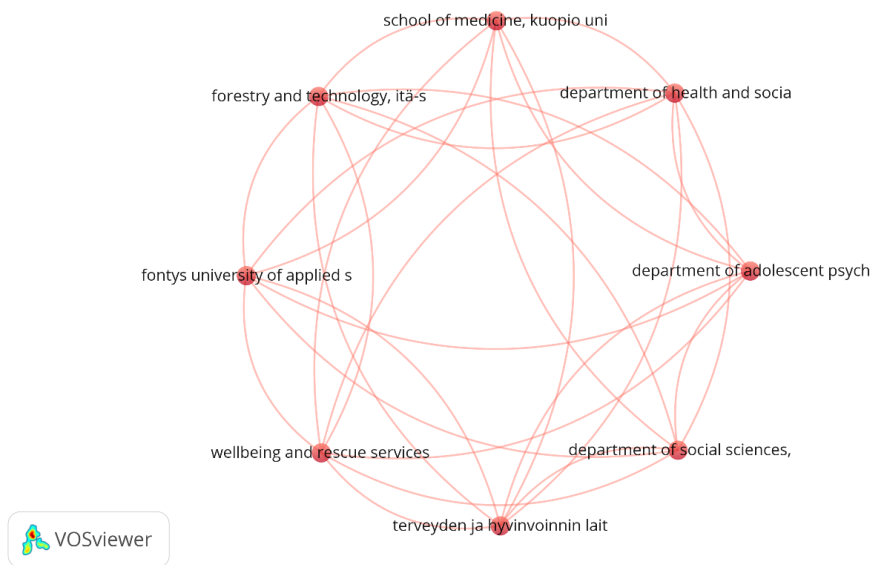 school of medicine, kuopio uni
department of health and socia
forestry and technology, itä-s
department of adolescent psych
fontys university of applied s
department of social sciences,
wellbeing and rescue services
terveyden ja hyvinvoinnin lait
VOSviewer